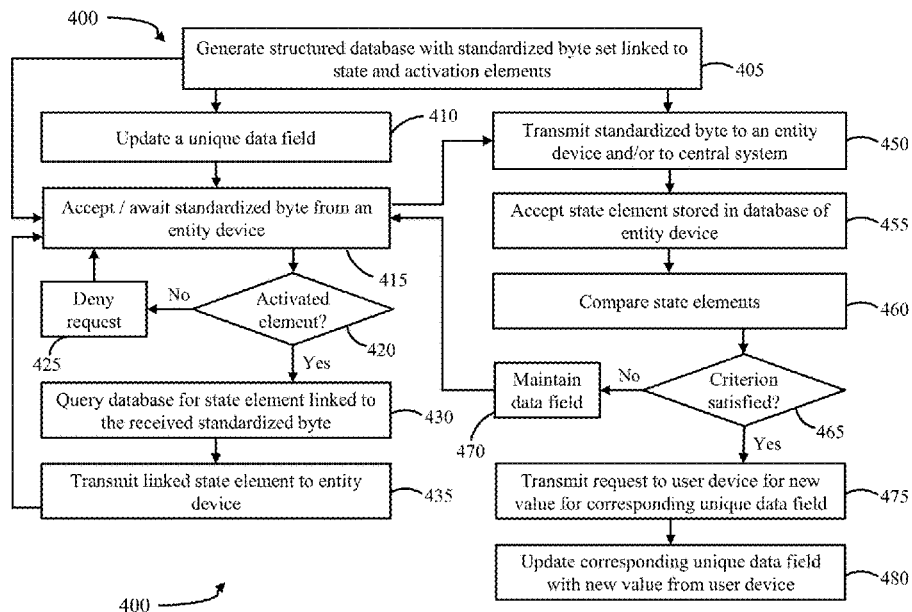 400
Generate structured database with standardized byte set linked to
state and activation elements
405
Update a unique data field
410
Accept / await standardized byte from an
entity device
415
Activated
element?
420
No
Yes
Deny
request
425
Query database for state element linked to
the received standardized byte
430
Transmit linked state element to entity
device
435
Transmit standardized byte to an entity
device and/or to central system
450
Accept state element stored in database of
entity device
455
Compare state elements
460
Criterion
satisfied?
465
No
Yes
Maintain
data field
470
Transmit request to user device for new
value for corresponding unique data field
475
Update corresponding unique data field
with new value from user device
480
400